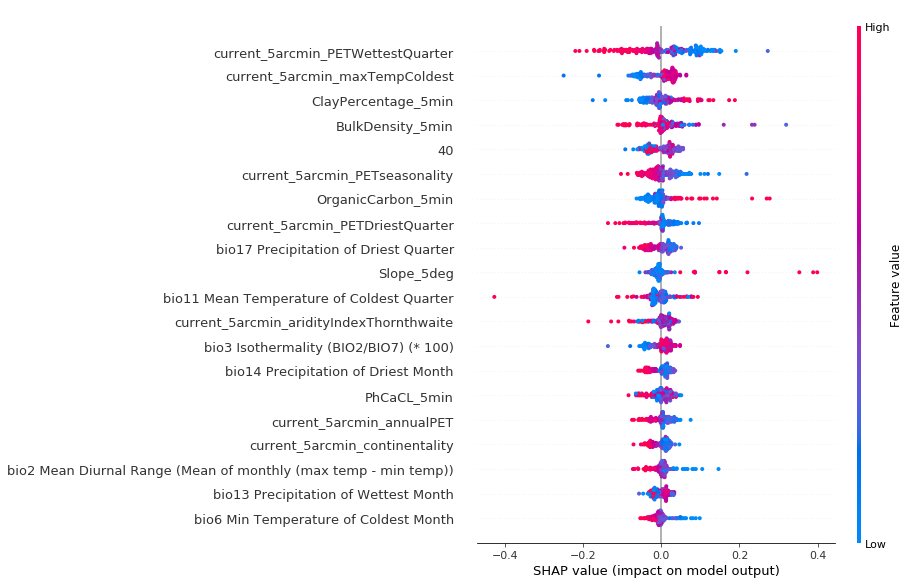 High
current_5arcmin_PETWettestQuarter
current_5arcmin_maxTempColdest
ClayPercentage_5min
BulkDensity_5min
40
current_5arcmin_PETseasonality
OrganicCarbon_5min
current_5arcmin_PETDriestQuarter
bio17 Precipitation of Driest Quarter
Slope_5deg
bio11 Mean Temperature of Coldest Quarter
current_5arcmin_aridityIndexThornthwaite
bio3 Isothermality (BIO2/BIO7) (* 100)
bio14 Precipitation of Driest Month
PhCaCL_5min
current_5arcmin_annualPET
current_5arcmin_continentality
bio2 Mean Diurnal Range (Mean of monthly (max temp - min temp))
bio13 Precipitation of Wettest Month
bio6 Min Temperature of Coldest Month
Feature value
Low
−0.4 −0.2 0.0 0.2 0.4
SHAP value (impact on model output)